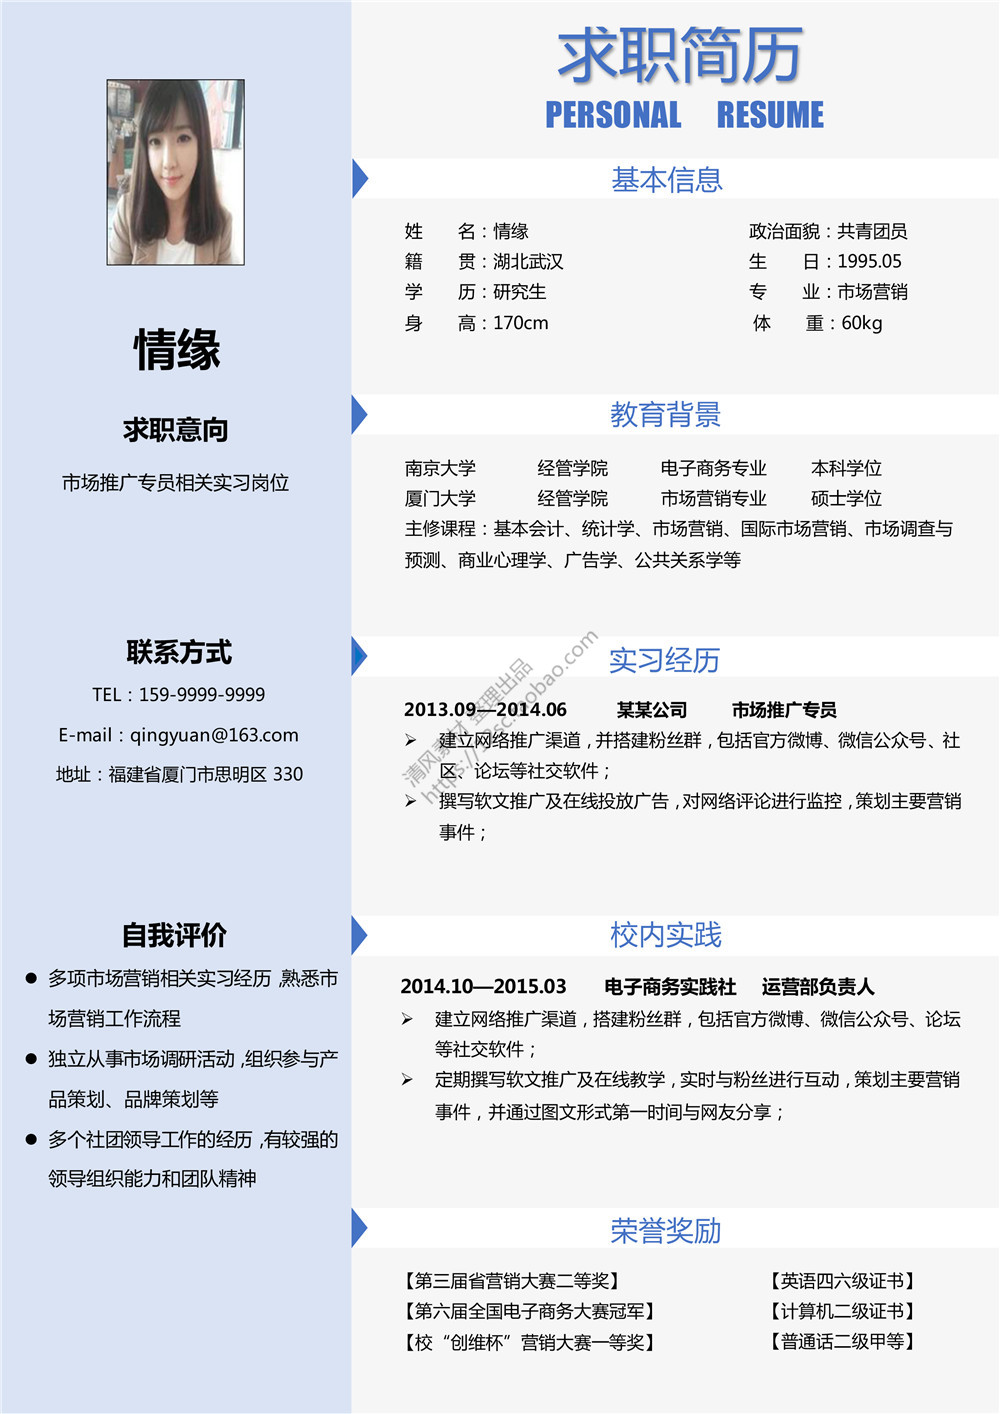 求职简历
PERSONAL RESUME
情缘
求职意向
市场推广专员相关实习岗位
联系方式
TEL：159-9999-9999
E-mail：qingyuan@163.com
地址：福建省厦门市思明区 330
自我评价
● 多项市场营销相关实习经历，熟悉市
场营销工作流程
● 独立从事市场调研活动，组织参与产
品策划、品牌策划等
● 多个社团领导工作的经历，有较强的
领导组织能力和团队精神
基本信息
姓 名：情缘 政治面貌：共青团员
籍 贯：湖北武汉 生 日：1995.05
学 历：研究生 专 业：市场营销
身 高：170cm 体 重：60kg
教育背景
南京大学 经管学院 电子商务专业 本科学位
厦门大学 经管学院 市场营销专业 硕士学位
主修课程：基本会计、统计学、市场营销、国际市场营销、市场调查与
预测、商业心理学、广告学、公共关系学等
实习经历
2013.09—2014.06 某某公司 市场推广专员
➢ 建立网络推广渠道，并搭建粉丝群，包括官方微博、微信公众号、社
区、论坛等社交软件；
➢ 撰写软文推广及在线投放广告，对网络评论进行监控，策划主要营销
事件；
清风素材 整理出品
校内实践
2014.10—2015.03 电子商务实践社 运营部负责人
➢ 建立网络推广渠道，搭建粉丝群，包括官方微博、微信公众号、论坛
等社交软件；
➢ 定期撰写软文推广及在线教学，实时与粉丝进行互动，策划主要营销
事件，并通过图文形式第一时间与网友分享；
荣誉奖励
【第三届省营销大赛二等奖】 【英语四六级证书】
【第六届全国电子商务大赛冠军】 【计算机二级证书】
【校“创维杯”营销大赛一等奖】 【普通话二级甲等】